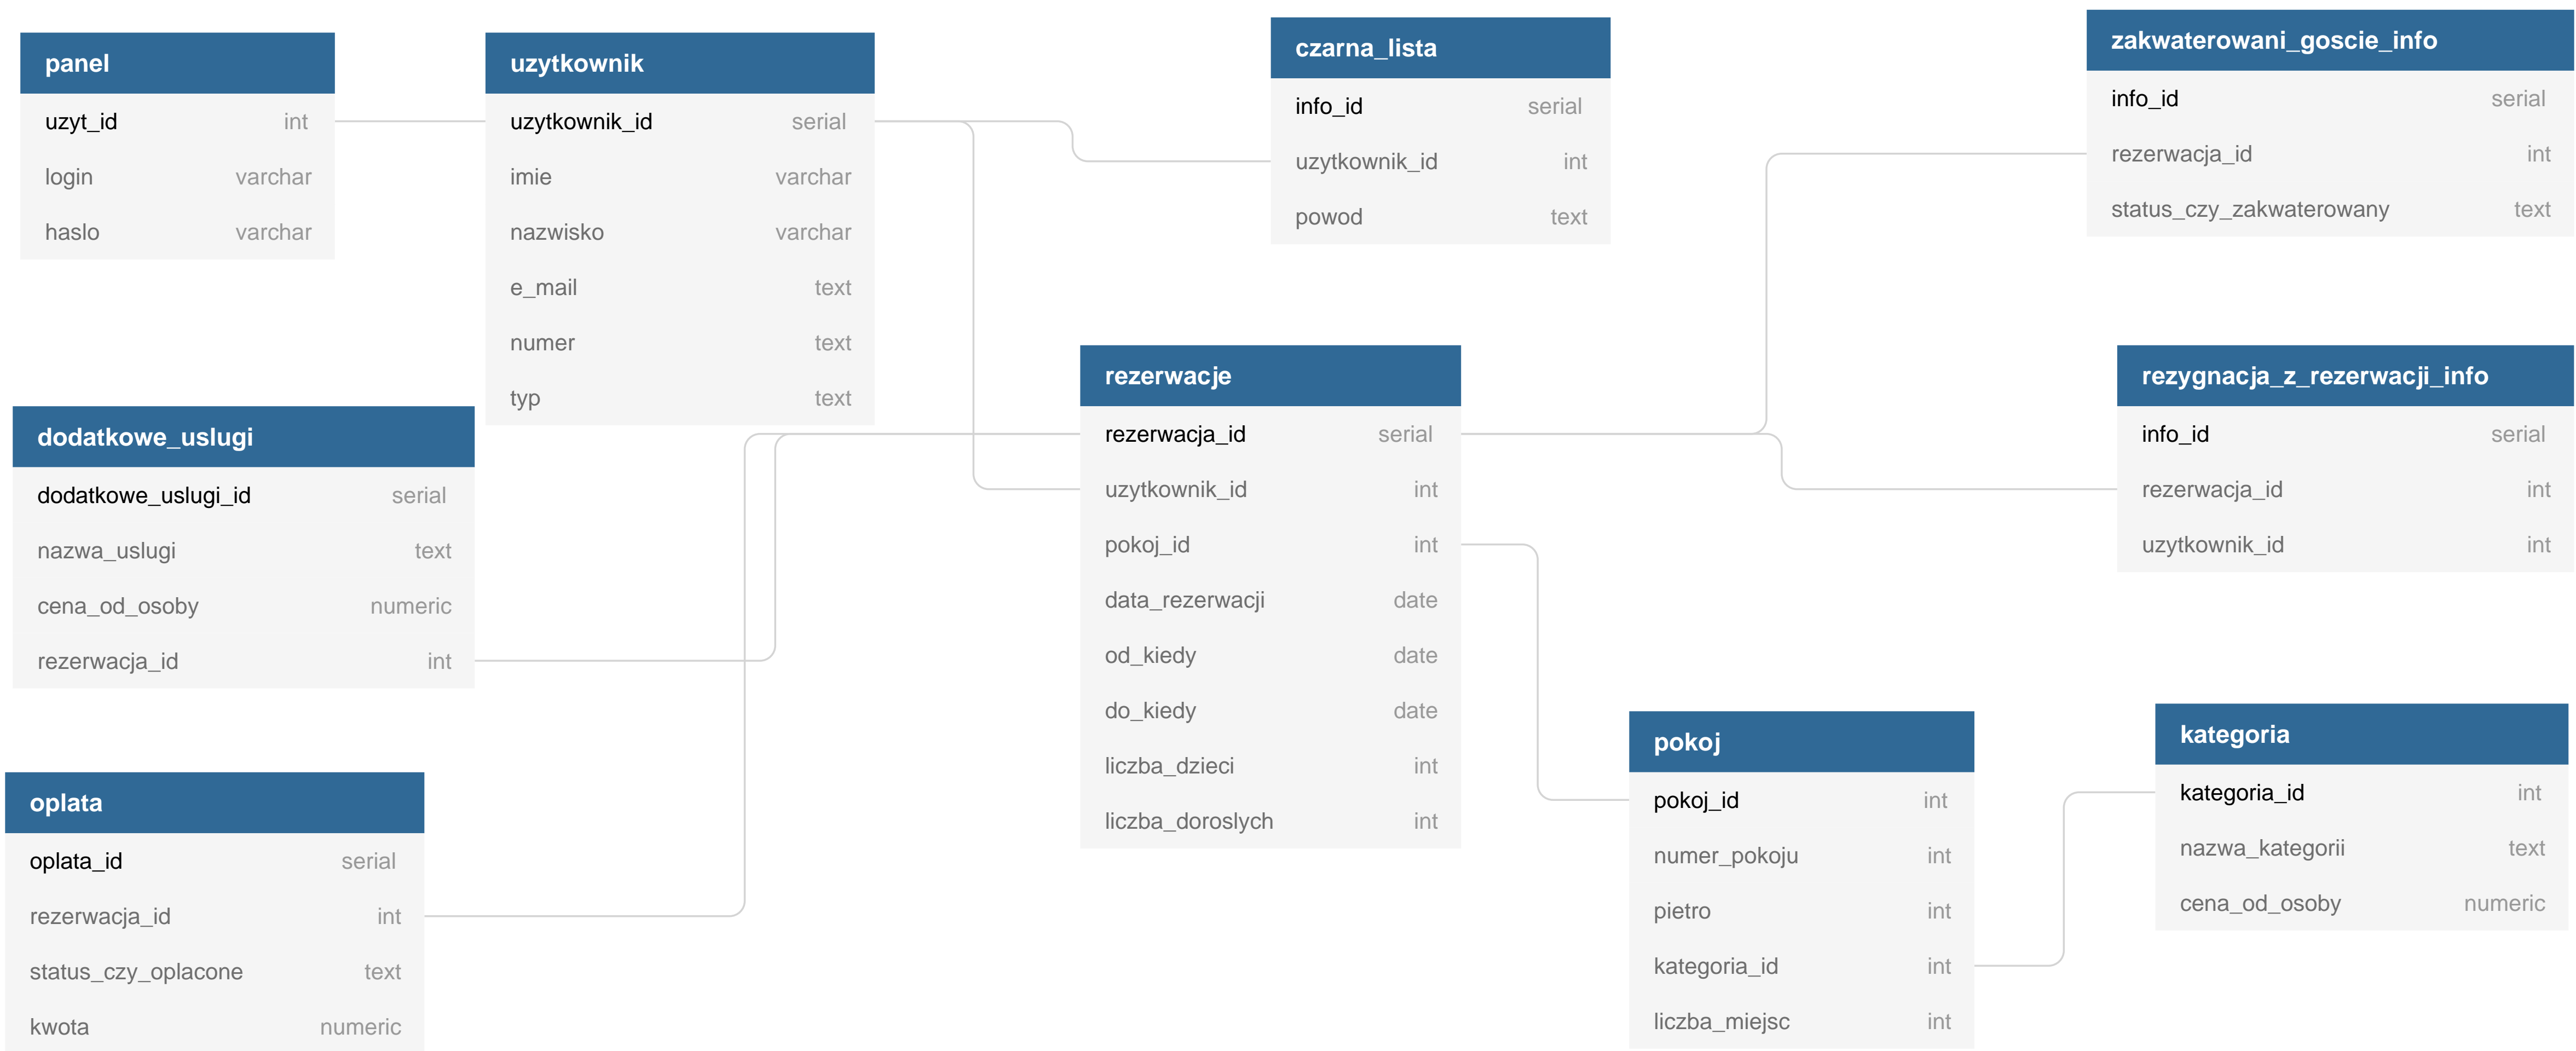 panel
uzyt_id int
login varchar
haslo varchar
uzytkownik
uzytkownik_id serial
imie varchar
nazwisko varchar
e_mail text
numer text
typ text
czarna_lista
info_id serial
uzytkownik_id int
powod text
zakwaterowani_goscie_info
info_id serial
rezerwacja_id int
status_czy_zakwaterowany text
dodatkowe_uslugi
dodatkowe_uslugi_id serial
nazwa_uslugi text
cena_od_osoby numeric
rezerwacja_id int
rezerwacje
rezerwacja_id serial
uzytkownik_id int
pokoj_id int
data_rezerwacji date
od_kiedy date
do_kiedy date
liczba_dzieci int
liczba_doroslych int
rezygnacja_z_rezerwacji_info
info_id serial
rezerwacja_id int
uzytkownik_id int
oplata
oplata_id serial
rezerwacja_id int
status_czy_oplacone text
kwota numeric
pokoj
pokoj_id int
numer_pokoju int
pietro int
kategoria_id int
liczba_miejsc int
kategoria
kategoria_id int
nazwa_kategorii text
cena_od_osoby numeric